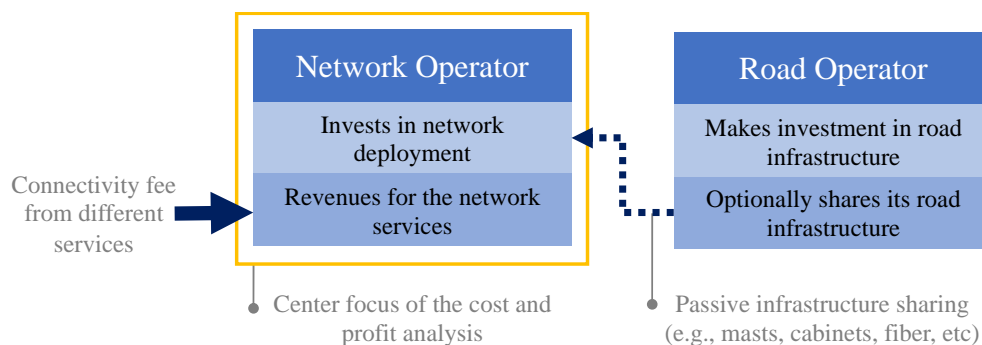 Network Operator
Invests in network
deployment
Revenues for the network
services
Road Operator
Makes investment in road
infrastructure
Optionally shares its road
infrastructure
Connectivity fee
from different
services
Center focus of the cost and
profit analysis
Passive infrastructure sharing
(e.g., masts, cabinets, fiber, etc)